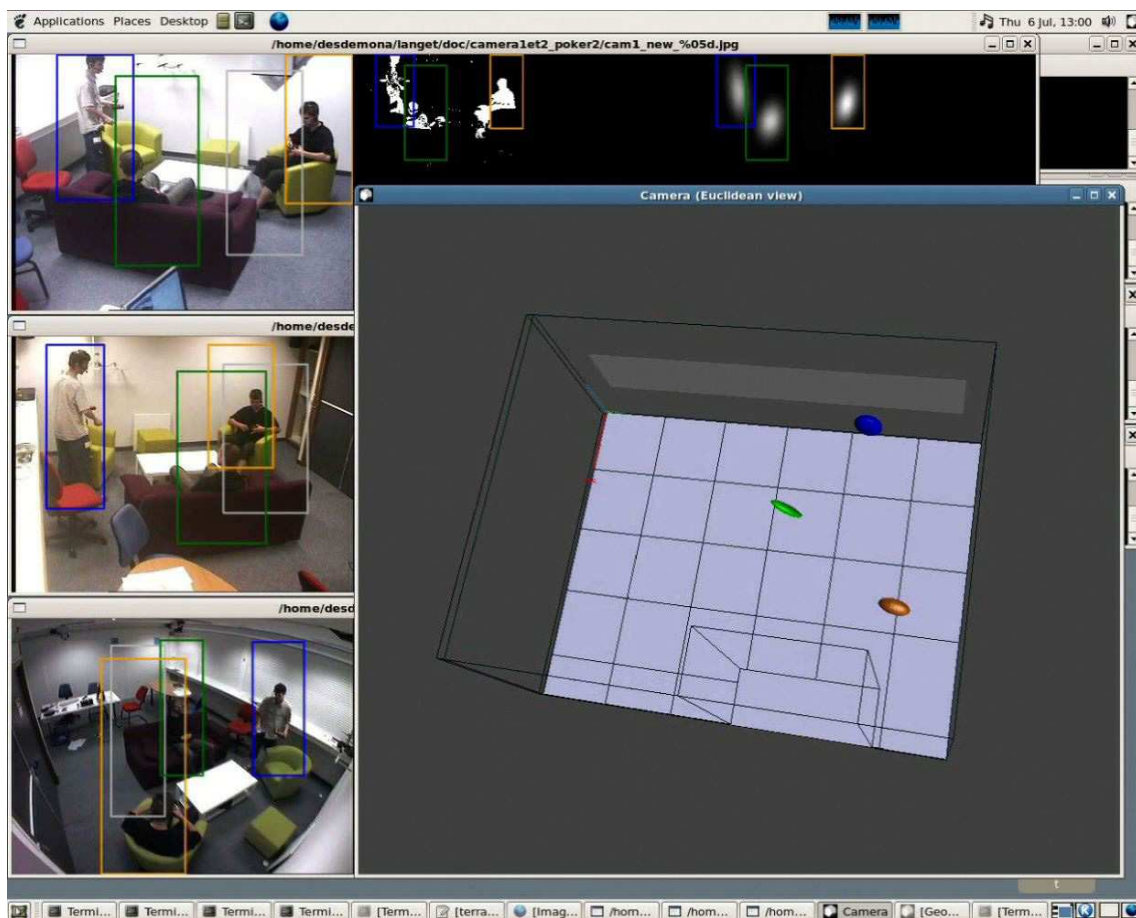 Applications Places Desktop
Thu 6 Jul, 13:00
/home/desdemona/langet/doc/camera1et2_poker2/cam1_new_%05d.jpg
Camera (Euclidean view)
/home/desde
/home/desd
t
Termi... Termi... Termi... Termi... [Term... [terra... [Imag... /hom... /hom... /hom... Camera [Geo... [Term...